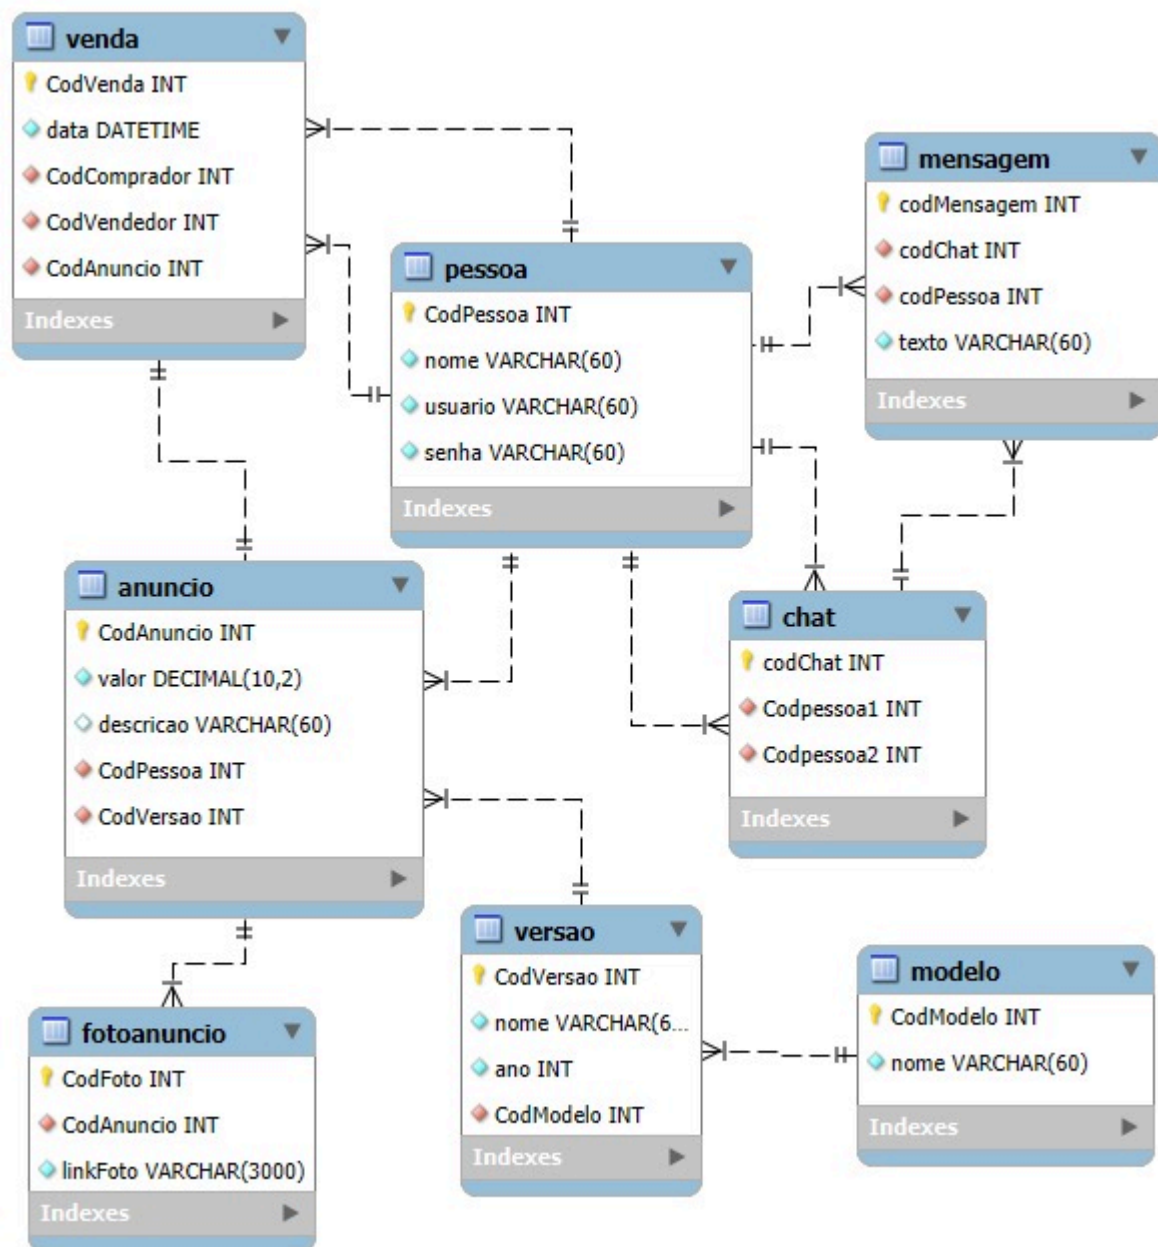 venda
CodVenda INT
data DATETIME
CodComprador INT
CodVendedor INT
CodAnuncio INT
Indexes
mensagem
codMensagem INT
codChat INT
codPessoa INT
texto VARCHAR(60)
Indexes
pessoa
CodPessoa INT
nome VARCHAR(60)
usuario VARCHAR(60)
senha VARCHAR(60)
Indexes
anuncio
CodAnuncio INT
valor DECIMAL(10,2)
descricao VARCHAR(60)
CodPessoa INT
CodVersao INT
Indexes
chat
codChat INT
Codpessoa1 INT
Codpessoa2 INT
Indexes
versao
CodVersao INT
nome VARCHAR(6...
ano INT
CodModelo INT
Indexes
modelo
CodModelo INT
nome VARCHAR(60)
Indexes
fotoanuncio
CodFoto INT
CodAnuncio INT
linkFoto VARCHAR(3000)
Indexes